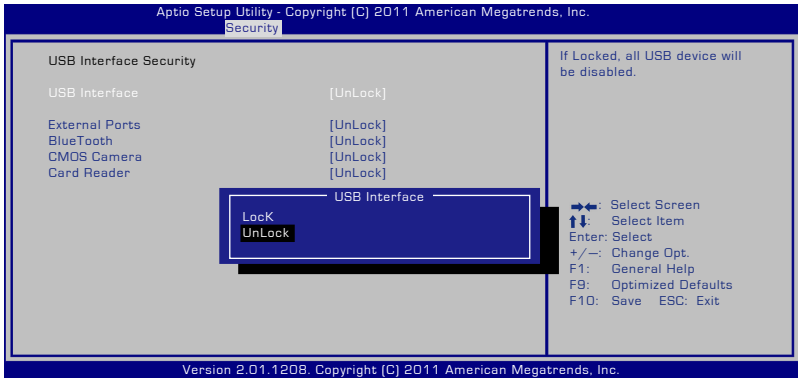 Aptio Setup Utility - Copyright (C) 2011 American Megatrends, Inc.
Security
USB Interface Security
USB Interface [UnLock]
External Ports [UnLock]
BlueTooth [UnLock]
CMOS Camera [UnLock]
Card Reader [UnLock]
USB Interface
LocK
UnLock
If Locked, all USB device will
be disabled.
: Select Screen
: Select Item
Enter: Select
+/—: Change Opt.
F1: General Help
F9: Optimized Defaults
F10: Save ESC: Exit
Version 2.01.1208. Copyright (C) 2011 American Megatrends, Inc.